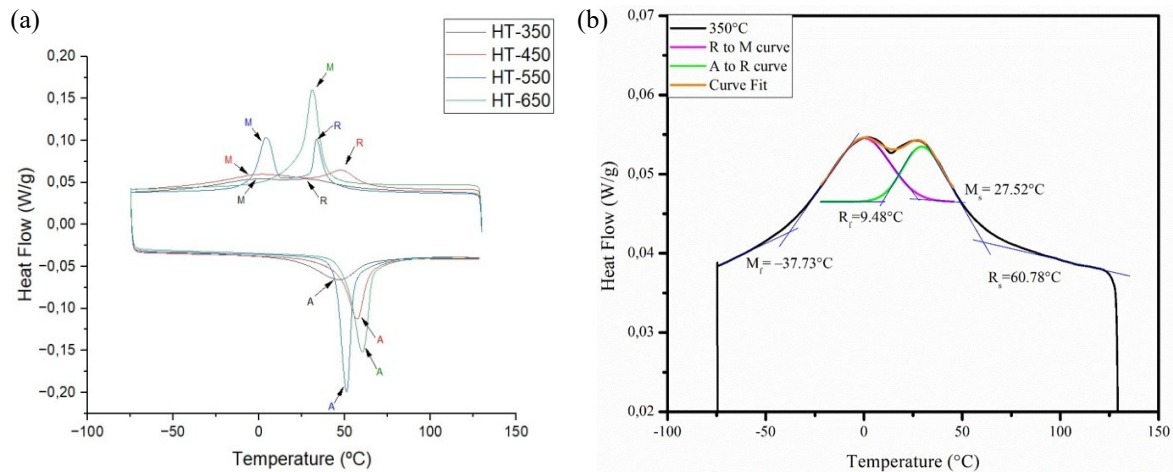 (a)
HT-350
HT-450
HT-550
HT-650
0,20
0,15
0,10
0,05
0,00
−0,05
−0,10
−0,15
−0,20
Heat Flow (W/g)
M
M
R
M
R
M
R
A
A
A
A
−100
−50
0
50
100
150
Temperature (ºC)
(b)
350°C
R to M curve
A to R curve
Curve Fit
0,07
0,06
0,05
0,04
0,03
0,02
Heat Flow (W/g)
Ms = 27.52°C
Rf=9.48°C
Mf = −37.73°C
Rs=60.78°C
-100
-50
0
50
100
150
Temperature (°C)